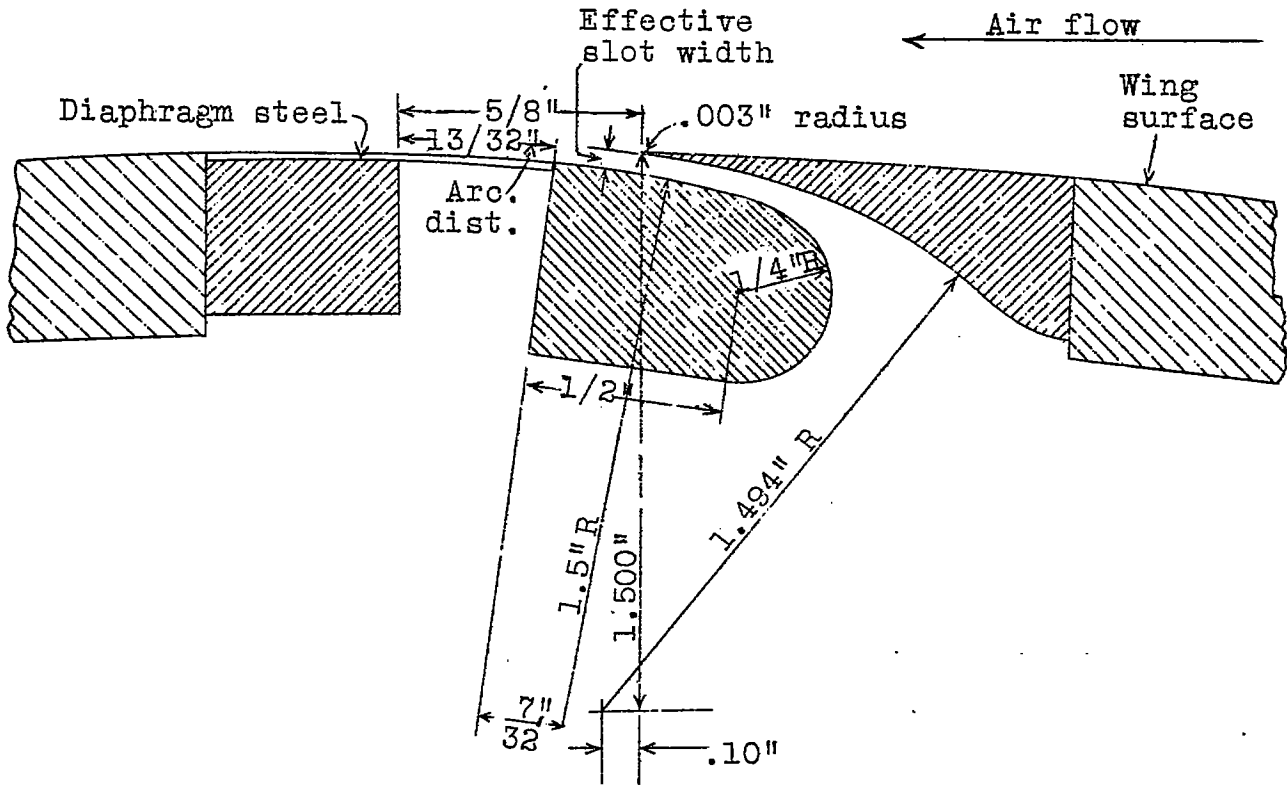 Effective
slot width
Air flow
Wing
surface
Diaphragm steel
5/8"
.003" radius
13/32"
Arc.
dist.
1/4"R
1/2"
1.494" R
1.5" R
1.500"
7"
32
.10"